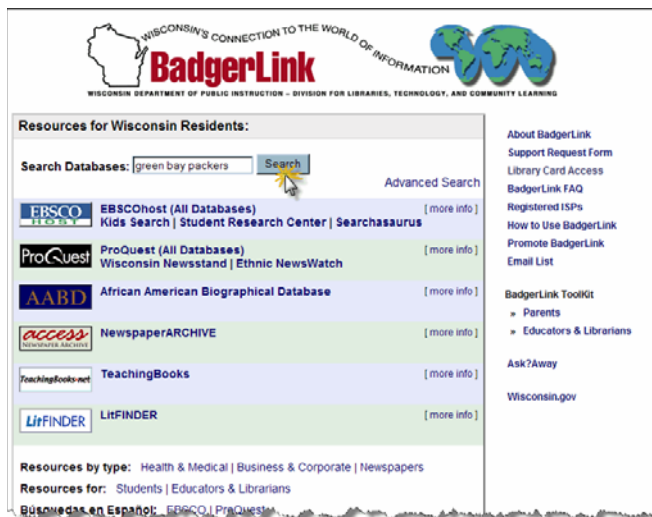 WISCONSIN'S CONNECTION TO THE WORLD OF INFORMATION
BadgerLink
WISCONSIN DEPARTMENT OF PUBLIC INSTRUCTION – DIVISION FOR LIBRARIES, TECHNOLOGY, AND COMMUNITY LEARNING
Resources for Wisconsin Residents:
Search Databases: green bay packers Search
Advanced Search
EBSCO HOST EBSCOhost (All Databases) [ more info ]
Kids Search | Student Research Center | Searchasaurus
ProQuest ProQuest (All Databases) [ more info ]
Wisconsin Newsstand | Ethnic NewsWatch
AABD African American Biographical Database [ more info ]
access NEWSPAPER ARCHIVE NewspaperARCHIVE [ more info ]
TeachingBooks.net TeachingBooks [ more info ]
LitFINDER LitFINDER [ more info ]
Resources by type: Health & Medical | Business & Corporate | Newspapers
Resources for: Students | Educators & Librarians
Búsquedas en Español: EBSCO | ProQuest
About BadgerLink
Support Request Form
Library Card Access
BadgerLink FAQ
Registered ISPs
How to Use BadgerLink
Promote BadgerLink
Email List
BadgerLink ToolKit
» Parents
» Educators & Librarians
Ask?Away
Wisconsin.gov